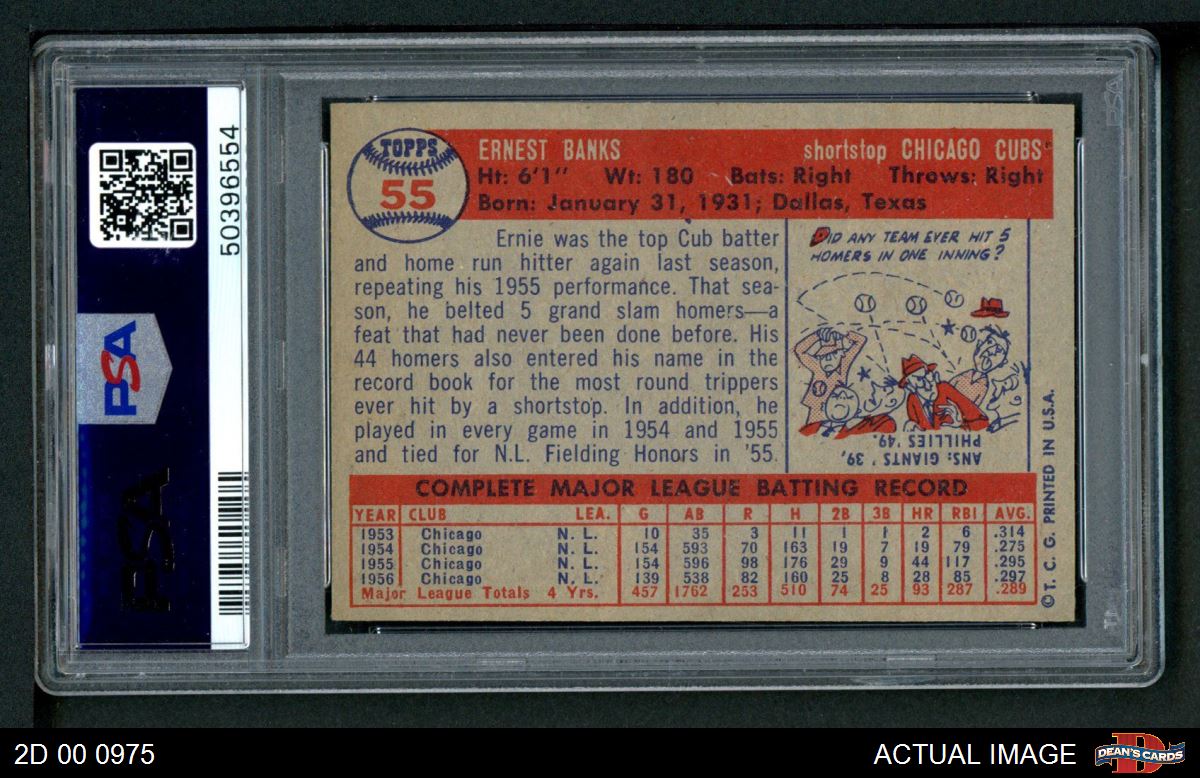 50396554
PSA
PSA
TOPPS
55
ERNEST BANKS shortstop CHICAGO CUBS
Ht: 6'1" Wt: 180 Bats: Right Throws: Right
Born: January 31, 1931; Dallas, Texas
Ernie was the top Cub batter
and home run hitter again last season,
repeating his 1955 performance. That sea-
son, he belted 5 grand slam homers—a
feat that had never been done before. His
44 homers also entered his name in the
record book for the most round trippers
ever hit by a shortstop. In addition, he
played in every game in 1954 and 1955
and tied for N.L. Fielding Honors in '55.
DID ANY TEAM EVER HIT 5
HOMERS IN ONE INNING?
ANS: GIANTS '39,
PHILLIES '49.
COMPLETE MAJOR LEAGUE BATTING RECORD
YEAR CLUB LEA. G AB R H 2B 3B HR RBI AVG.
1953 Chicago N. L. 10 35 3 11 1 1 2 6 .314
1954 Chicago N. L. 154 593 70 163 19 7 19 79 .275
1955 Chicago N. L. 154 596 98 176 29 9 44 117 .295
1956 Chicago N. L. 139 538 82 160 25 8 28 85 .297
Major League Totals 4 Yrs. 457 1762 253 510 74 25 93 287 .289
© T. C. G. PRINTED IN U.S.A.
2D 00 0975
ACTUAL IMAGE
DEAN'S CARDS